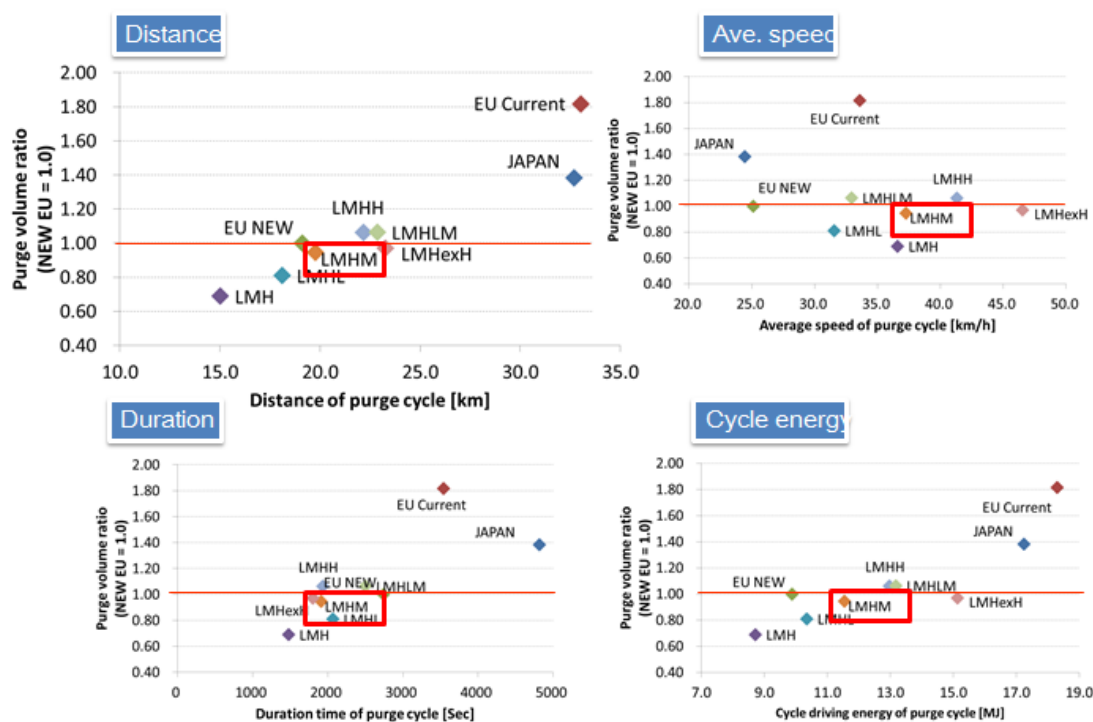 Distance
2.00
1.80
1.60
1.40
1.20
1.00
0.80
0.60
0.40
Purge volume ratio
(NEW EU = 1.0)
EU Current
JAPAN
LMHH
EU NEW
LMHLM
LMHM
LMHexH
LMHL
LMH
10.0 15.0 20.0 25.0 30.0 35.0
Distance of purge cycle [km]
Ave. speed
2.00
1.80
1.60
1.40
1.20
1.00
0.80
0.60
0.40
Purge volume ratio
(NEW EU = 1.0)
EU Current
JAPAN
EU NEW
LMHLM
LMHH
LMHM
LMHexH
LMHL
LMH
20.0 25.0 30.0 35.0 40.0 45.0 50.0
Average speed of purge cycle [km/h]
Duration
2.00
1.80
1.60
1.40
1.20
1.00
0.80
0.60
0.40
Purge volume ratio
(NEW EU = 1.0)
EU Current
JAPAN
LMHH
EU NEW
LMHLM
LMHexH
LMHM
LMHL
LMH
0 1000 2000 3000 4000 5000
Duration time of purge cycle [Sec]
Cycle energy
2.00
1.80
1.60
1.40
1.20
1.00
0.80
0.60
0.40
Purge volume ratio
(NEW EU = 1.0)
EU Current
JAPAN
LMHH
EU NEW
LMHLM
LMHM
LMHexH
LMHL
LMH
7.0 9.0 11.0 13.0 15.0 17.0 19.0
Cycle driving energy of purge cycle [MJ]